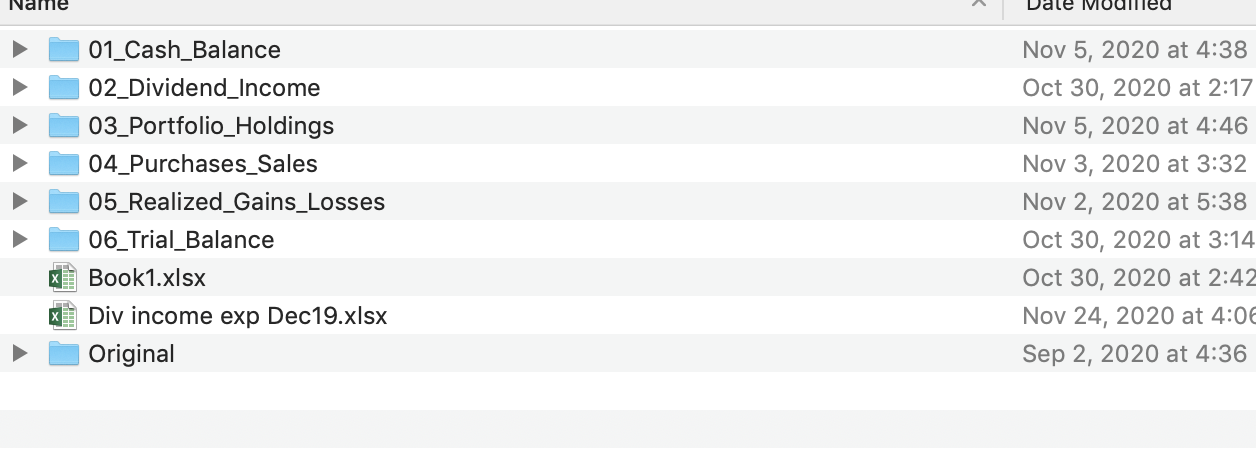 Name Date Modified
01_Cash_Balance Nov 5, 2020 at 4:38
02_Dividend_Income Oct 30, 2020 at 2:17
03_Portfolio_Holdings Nov 5, 2020 at 4:46
04_Purchases_Sales Nov 3, 2020 at 3:32
05_Realized_Gains_Losses Nov 2, 2020 at 5:38
06_Trial_Balance Oct 30, 2020 at 3:14
Book1.xlsx Oct 30, 2020 at 2:42
Div income exp Dec19.xlsx Nov 24, 2020 at 4:06
Original Sep 2, 2020 at 4:36